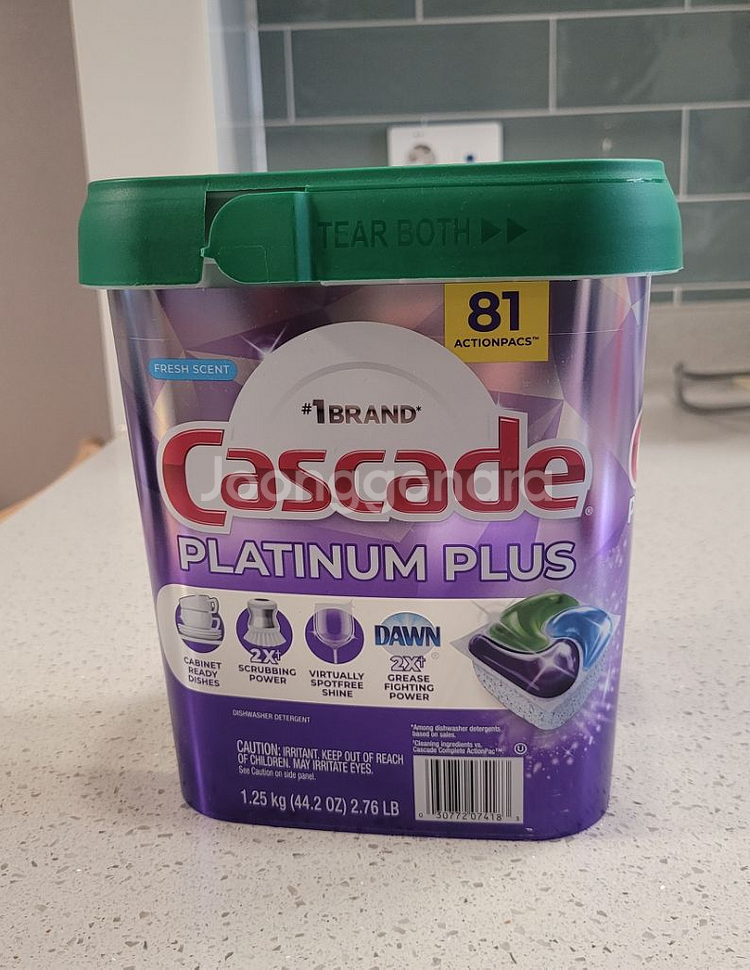 TEAR BOTH ▶▶
81
ACTIONPACS™
FRESH SCENT
#1 BRAND*
Cascade®
Joonggonara
PLATINUM PLUS
CABINET
READY
DISHES
2X†
SCRUBBING
POWER
VIRTUALLY
SPOTFREE
SHINE
DAWN®
2X†
GREASE
FIGHTING
POWER
DISHWASHER DETERGENT
*Among dishwasher detergents
based on sales.
†Cleaning ingredients vs.
Cascade Complete ActionPac™
CAUTION: IRRITANT. KEEP OUT OF REACH
OF CHILDREN. MAY IRRITATE EYES.
See Caution on side panel.
1.25 kg (44.2 OZ) 2.76 LB
0 30772 07418 3